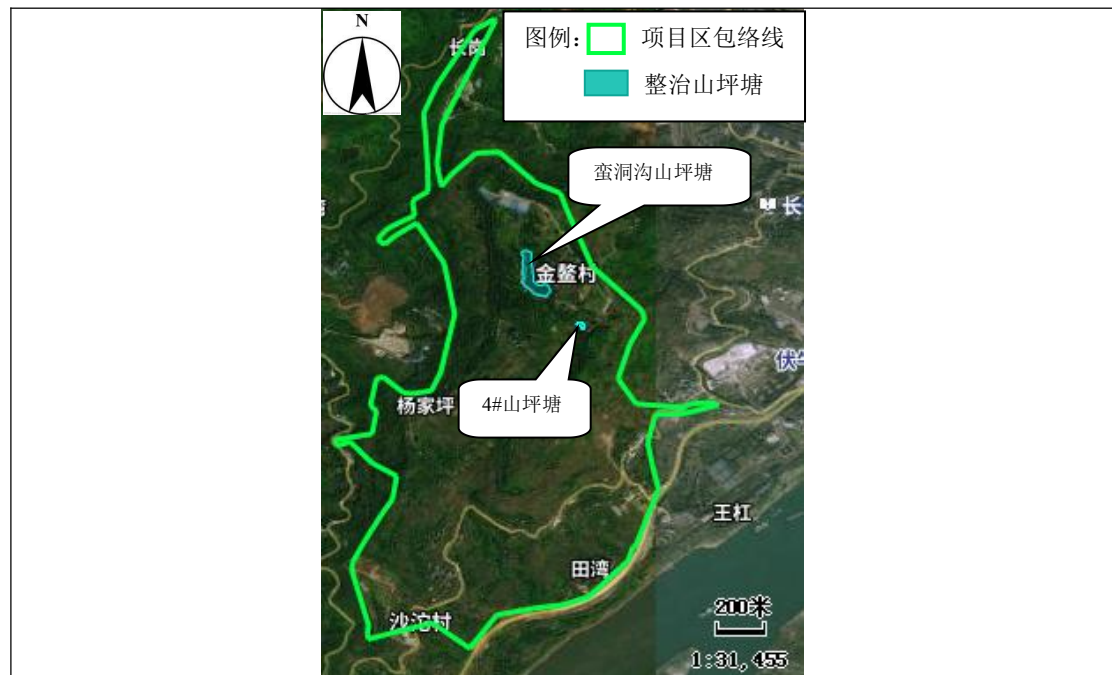 N
图例：
项目区包络线
整治山坪塘
长岗
蛮洞沟山坪塘
长
金鳌村
4#山坪塘
杨家坪
王杠
田湾
沙沱村
200米
1:31,455